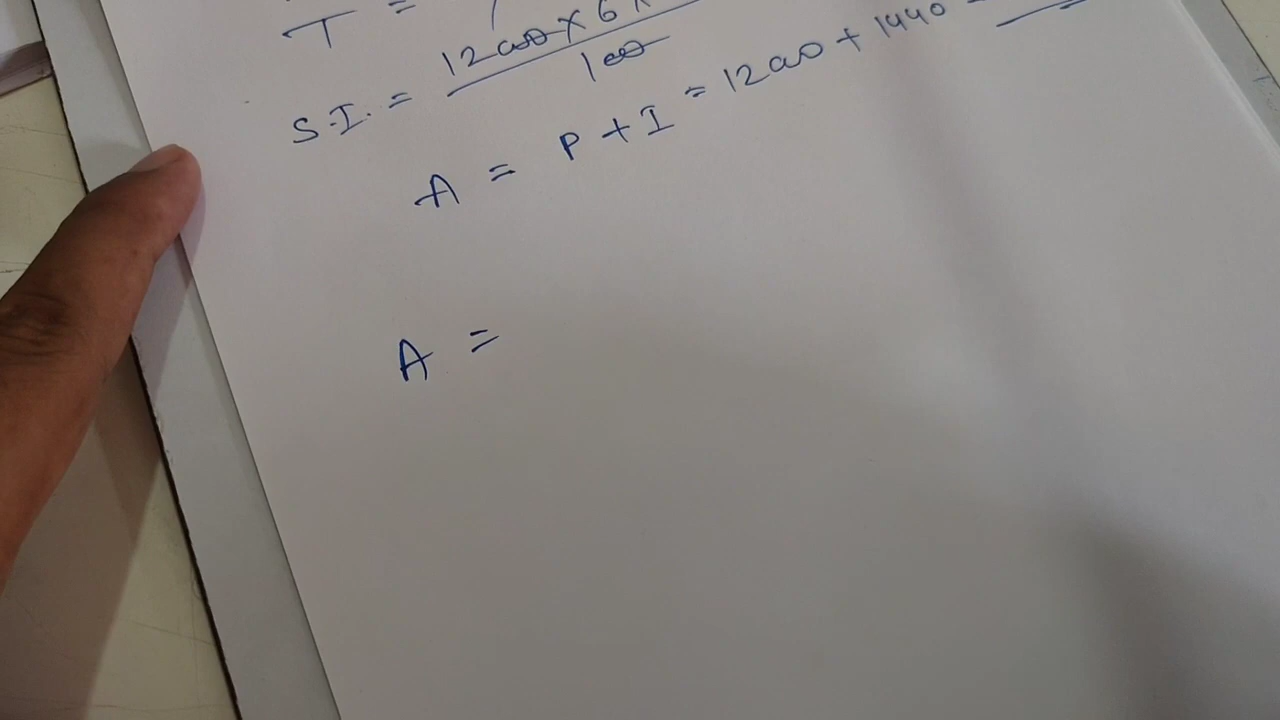 T =
S.I. = 1200 × 6 ×
100
A = P + I = 1200 + 1440
A =